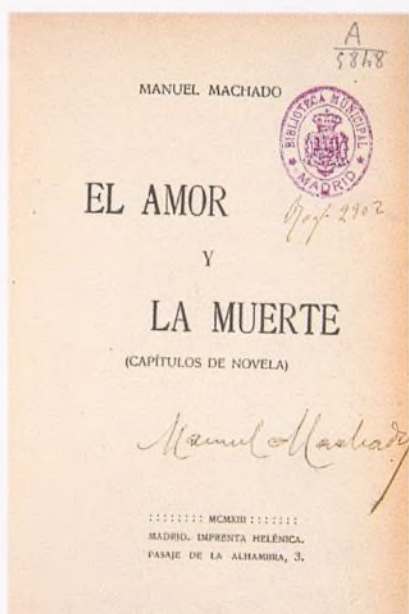 A
5848
MANUEL MACHADO
BIBLIOTECA MUNICIPAL
MADRID
EL AMOR
2902
Y
LA MUERTE
(CAPÍTULOS DE NOVELA)
Manuel Machado
:::::::: MCMXIII :::::::
MADRID. IMPRENTA HELÉNICA.
PASAJE DE LA ALHAMBRA, 3.